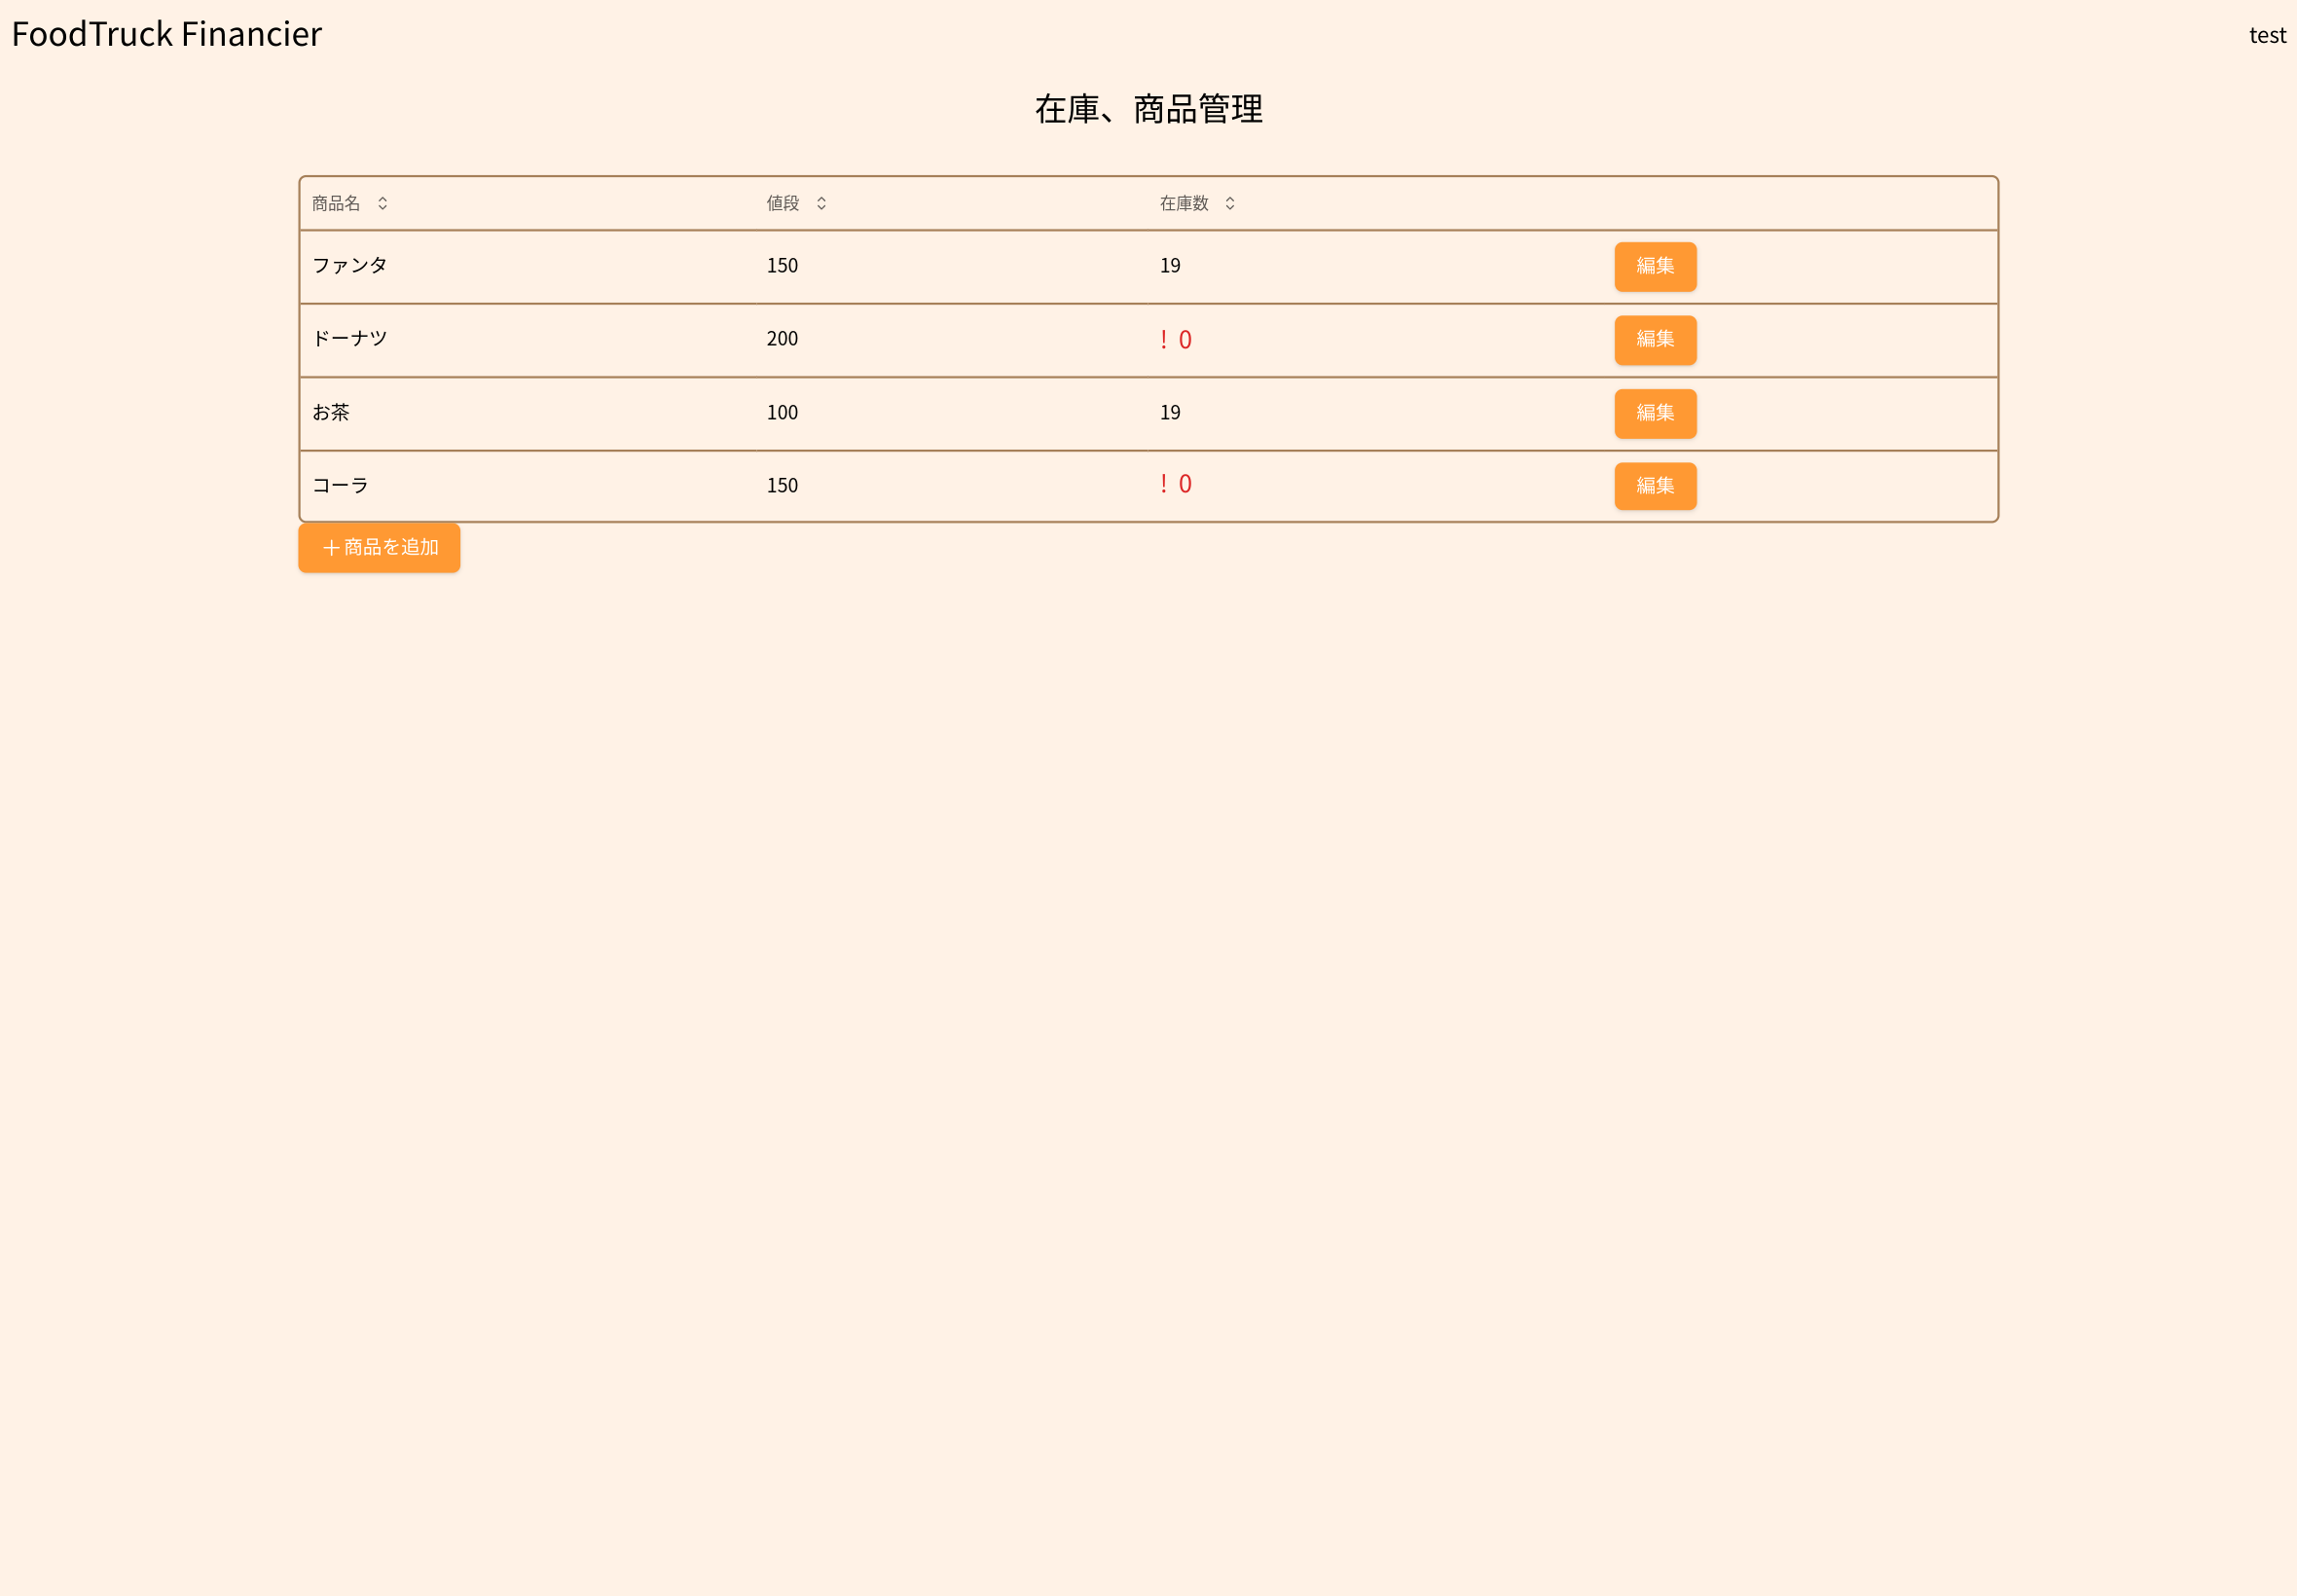 FoodTruck Financier
test
在庫、商品管理
商品名 値段 在庫数
ファンタ 150 19 編集
ドーナツ 200 ! 0 編集
お茶 100 19 編集
コーラ 150 ! 0 編集
＋商品を追加